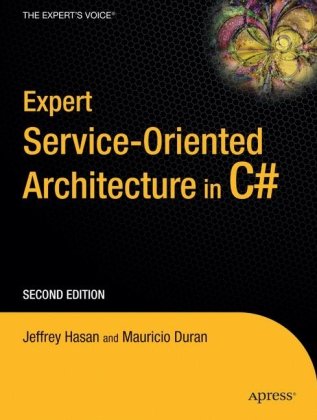 THE EXPERT'S VOICE®
Expert
Service-Oriented
Architecture in C#
SECOND EDITION
Jeffrey Hasan and Mauricio Duran
Apress®